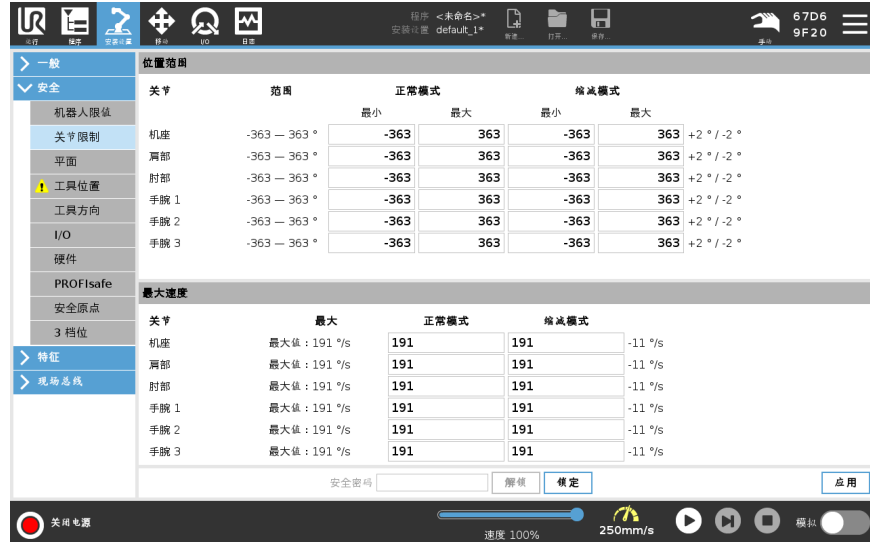 UR
程序 <未命名>*
安装设置 default_1*
67D6
9F20
运行
程序
安装设置
移动
I/O
日志
新建...
打开...
保存...
手动
一般
安全
机器人限值
关节限制
平面
工具位置
工具方向
I/O
硬件
PROFIsafe
安全原点
3 档位
特征
现场总线
位置范围
关节 范围 正常模式 缩减模式
最小 最大 最小 最大
机座 -363 — 363 ° -363 363 -363 363 +2 ° / -2 °
肩部 -363 — 363 ° -363 363 -363 363 +2 ° / -2 °
肘部 -363 — 363 ° -363 363 -363 363 +2 ° / -2 °
手腕 1 -363 — 363 ° -363 363 -363 363 +2 ° / -2 °
手腕 2 -363 — 363 ° -363 363 -363 363 +2 ° / -2 °
手腕 3 -363 — 363 ° -363 363 -363 363 +2 ° / -2 °
最大速度
关节 最大 正常模式 缩减模式
机座 最大值：191 °/s 191 191 -11 °/s
肩部 最大值：191 °/s 191 191 -11 °/s
肘部 最大值：191 °/s 191 191 -11 °/s
手腕 1 最大值：191 °/s 191 191 -11 °/s
手腕 2 最大值：191 °/s 191 191 -11 °/s
手腕 3 最大值：191 °/s 191 191 -11 °/s
安全密码 解锁 锁定 应用
关闭电源
速度 100%
250mm/s
模拟